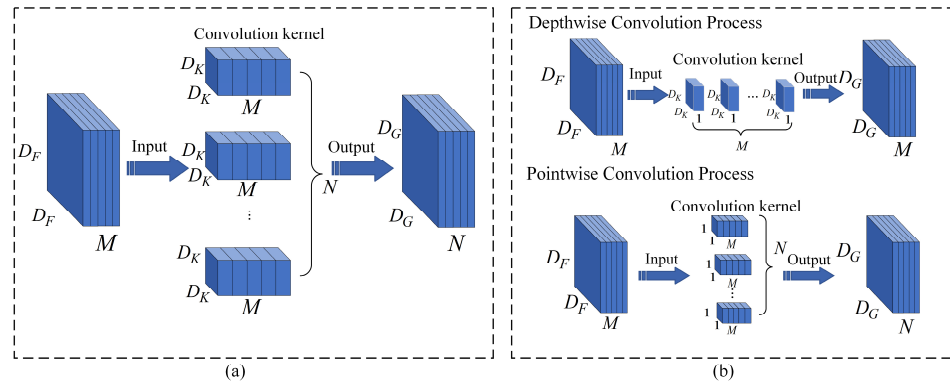 Convolution kernel
D_K
D_K
M
D_F
D_F
M
Input
D_K
D_K
M
⋮
D_K
D_K
M
N
Output
D_G
D_G
N
(a)
Depthwise Convolution Process
D_F
D_F
M
Input
Convolution kernel
D_K
D_K
1
D_K
D_K
1
...
D_K
D_K
1
M
Output
D_G
D_G
M
Pointwise Convolution Process
D_F
D_F
M
Input
Convolution kernel
1
1
M
1
1
M
⋮
1
1
M
N
Output
D_G
D_G
N
(b)